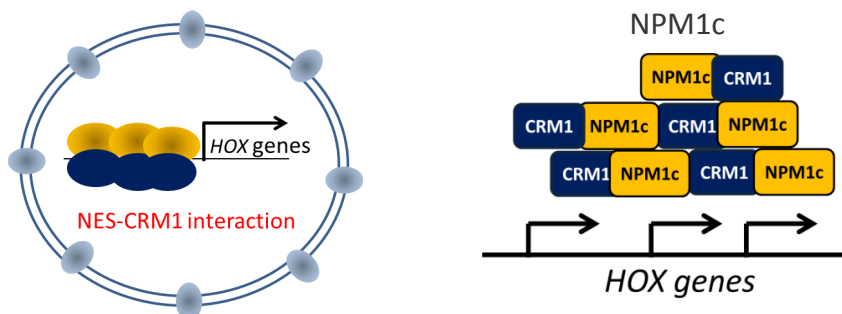 HOX genes
NES-CRM1 interaction
NPM1c
NPM1c CRM1
CRM1 NPM1c CRM1 NPM1c
CRM1 NPM1c CRM1 NPM1c
HOX genes